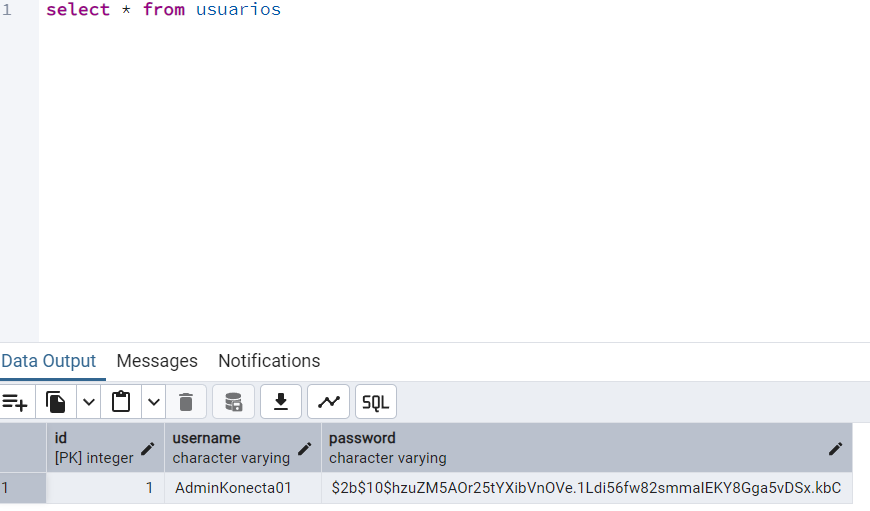 1 select * from usuarios
Data Output Messages Notifications
SQL
id username password
[PK] integer character varying character varying
1 1 AdminKonecta01 $2b$10$hzuZM5AOr25tYXibVnOVe.1Ldi56fw82smmaIEKY8Gga5vDSx.kbC